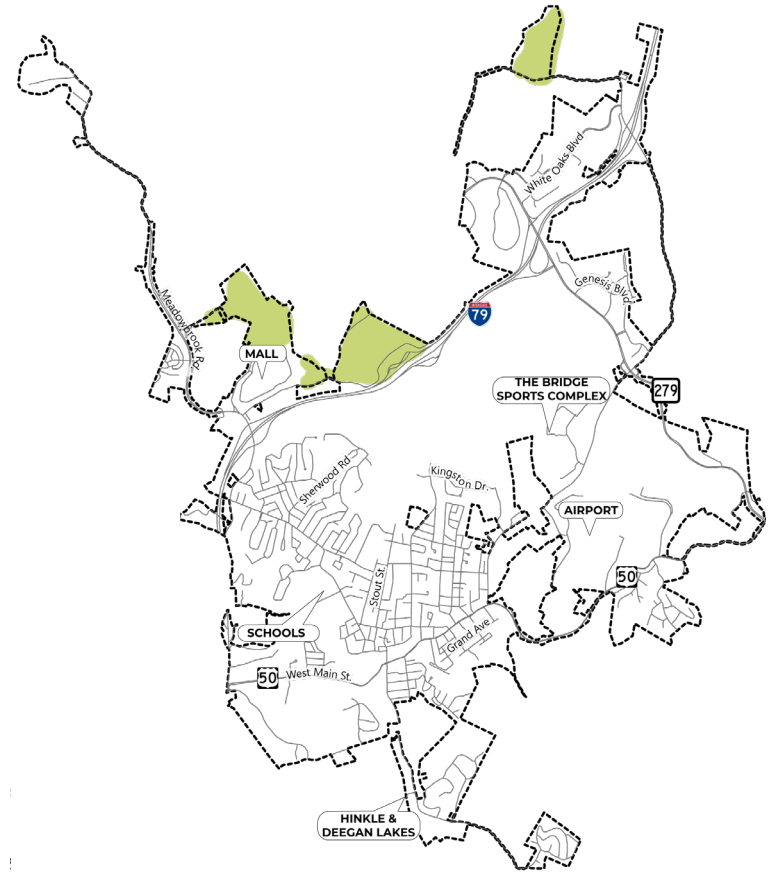 White Oaks Blvd
Genesis Blvd
Meadowbrook Rd.
INTERSTATE
79
MALL
THE BRIDGE
SPORTS COMPLEX
279
Sherwood Rd
Kingston Dr.
AIRPORT
Stout St.
50
SCHOOLS
Grand Ave
50
West Main St.
HINKLE &
DEEGAN LAKES